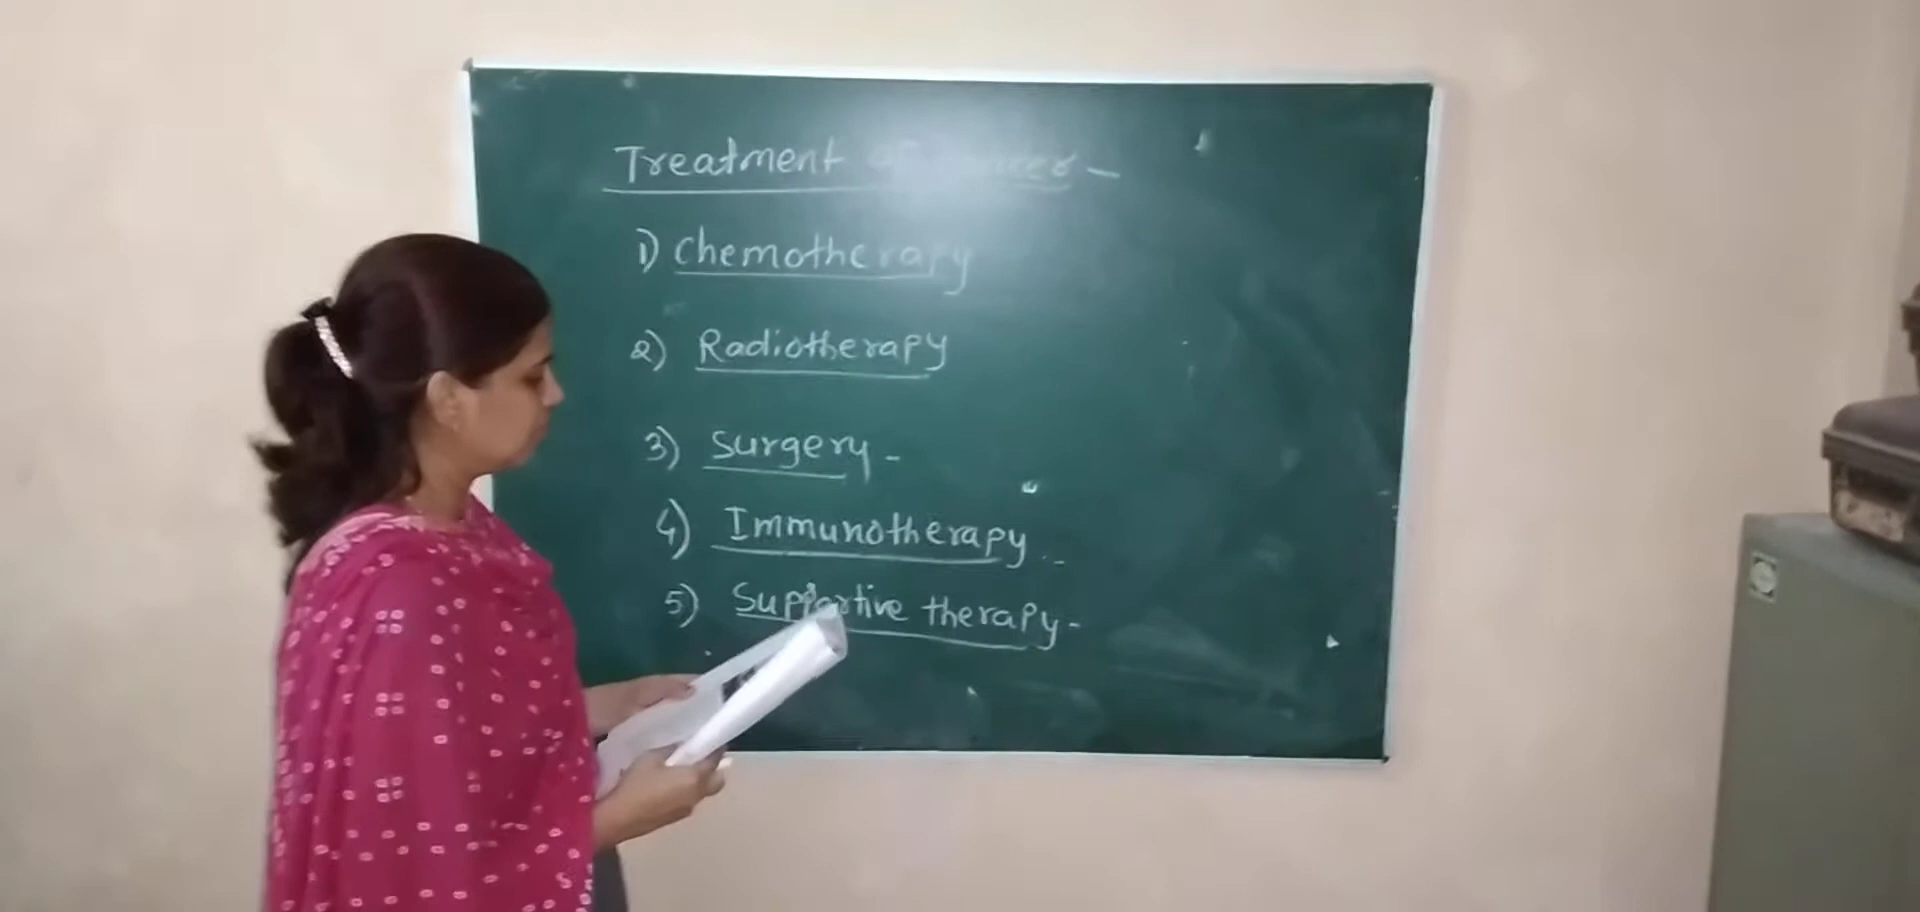 Treatment of cancer -
1) chemotherapy
2) Radiotherapy
3) surgery -
4) Immunotherapy -
5) Supportive therapy -